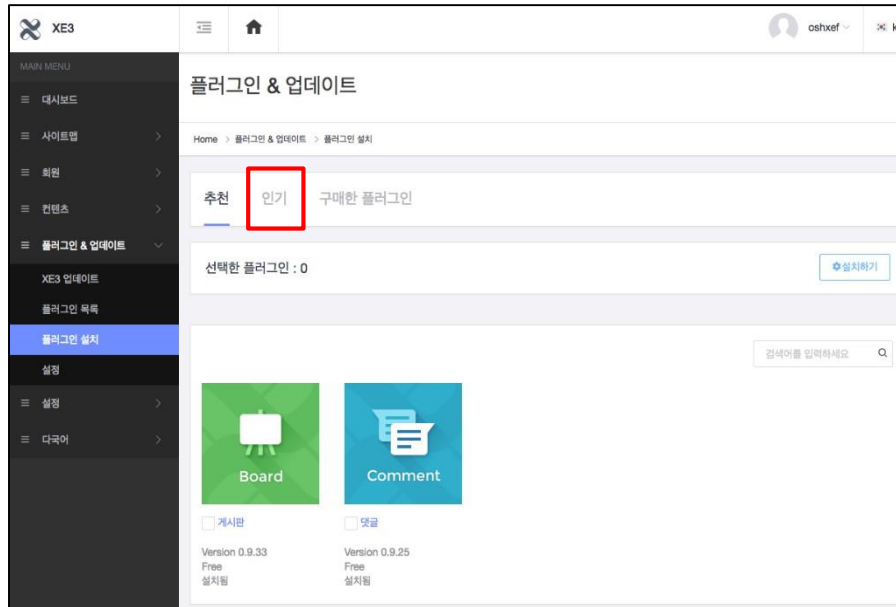 XE3
oshxef
MAIN MENU
대시보드
사이트맵
회원
컨텐츠
플러그인 & 업데이트
XE3 업데이트
플러그인 목록
플러그인 설치
설정
설정
다국어
플러그인 & 업데이트
Home > 플러그인 & 업데이트 > 플러그인 설치
추천 인기 구매한 플러그인
선택한 플러그인 : 0
설치하기
검색어를 입력하세요
Board
Comment
게시판
댓글
Version 0.9.33
Version 0.9.25
Free
Free
설치됨
설치됨